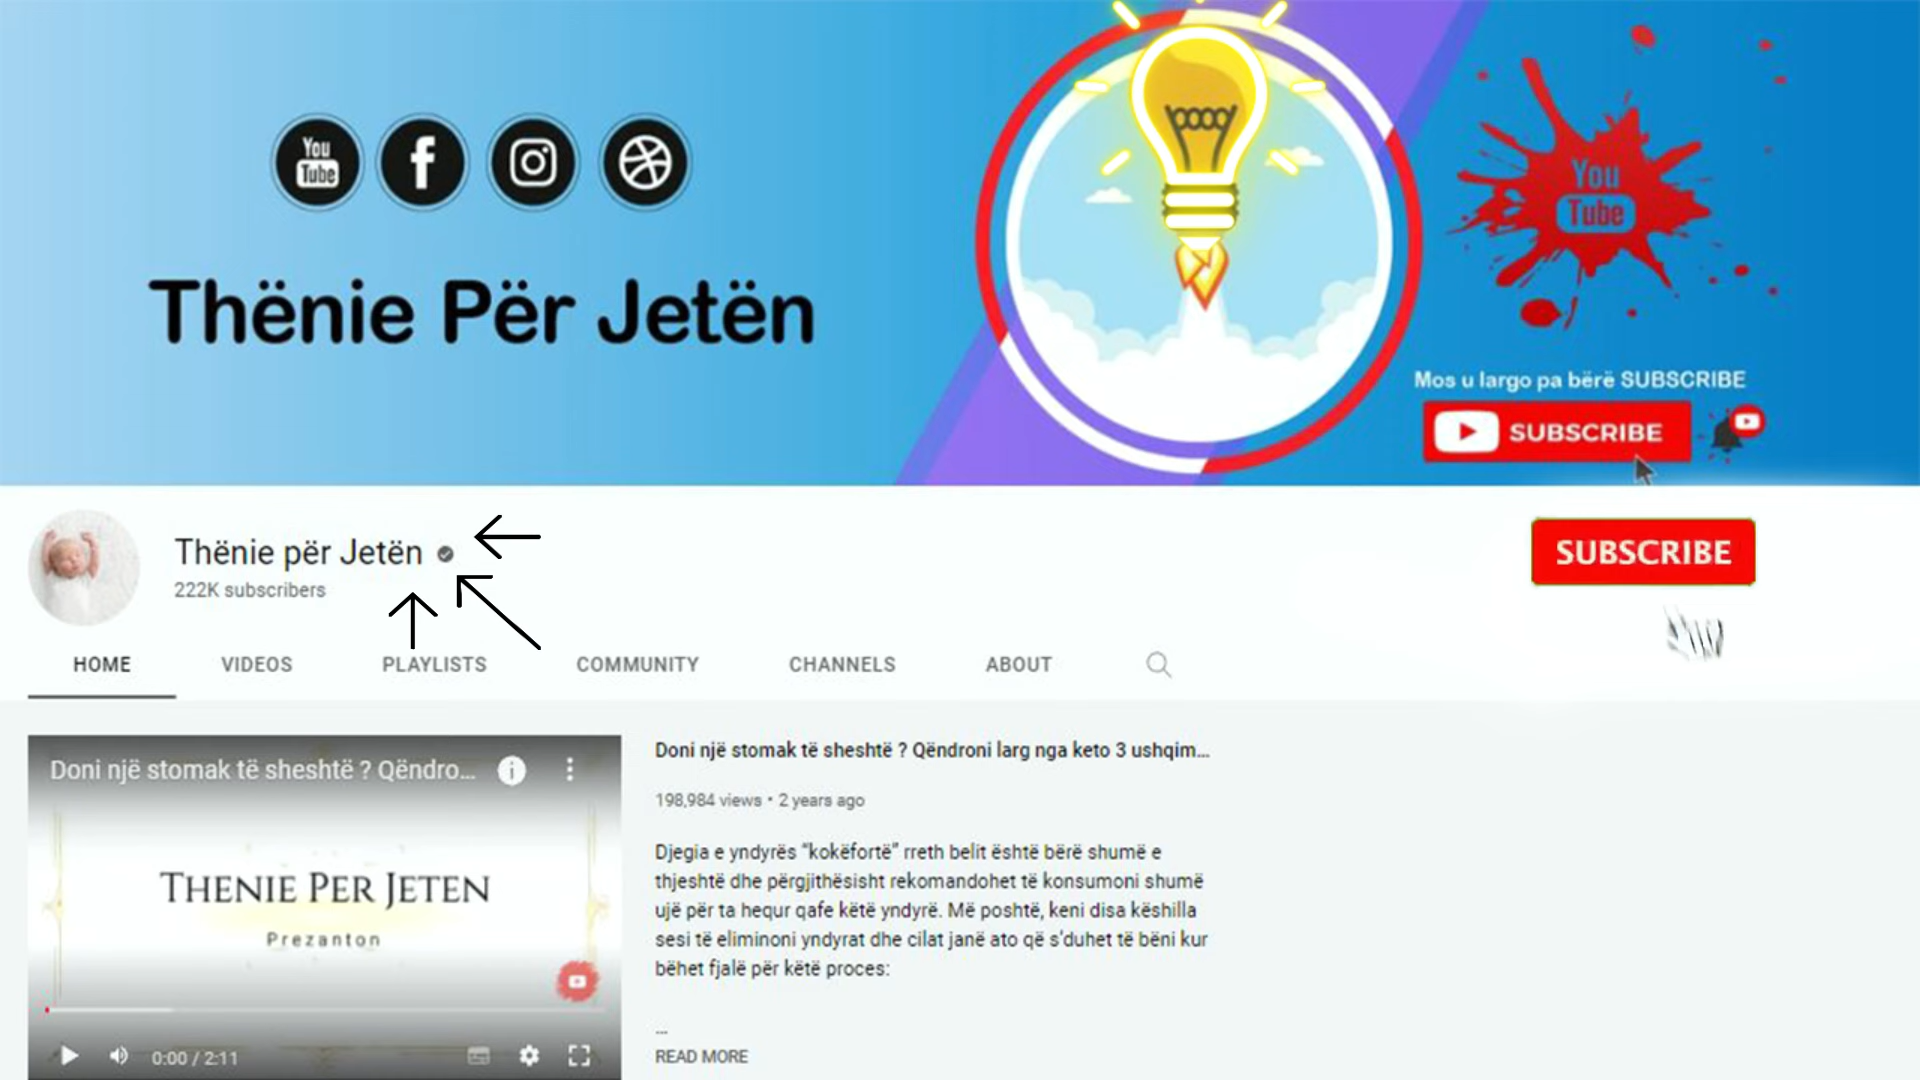 You
Tube
Thënie Për Jetën
You
Tube
Mos u largo pa bërë SUBSCRIBE
SUBSCRIBE
Thënie për Jetën
222K subscribers
SUBSCRIBE
HOME VIDEOS PLAYLISTS COMMUNITY CHANNELS ABOUT
Doni një stomak të sheshtë ? Qëndro...
THENIE PER JETEN
Prezanton
0:00 / 2:11
Doni një stomak të sheshtë ? Qëndroni larg nga keto 3 ushqim...
198,984 views • 2 years ago
Djegia e yndyrës “kokëfortë” rreth belit është bërë shumë e
thjeshtë dhe përgjithësisht rekomandohet të konsumoni shumë
ujë për ta hequr qafe këtë yndyrë. Më poshtë, keni disa këshilla
sesi të eliminoni yndyrat dhe cilat janë ato që s'duhet të bëni kur
bëhet fjalë për këtë proces:
...
READ MORE